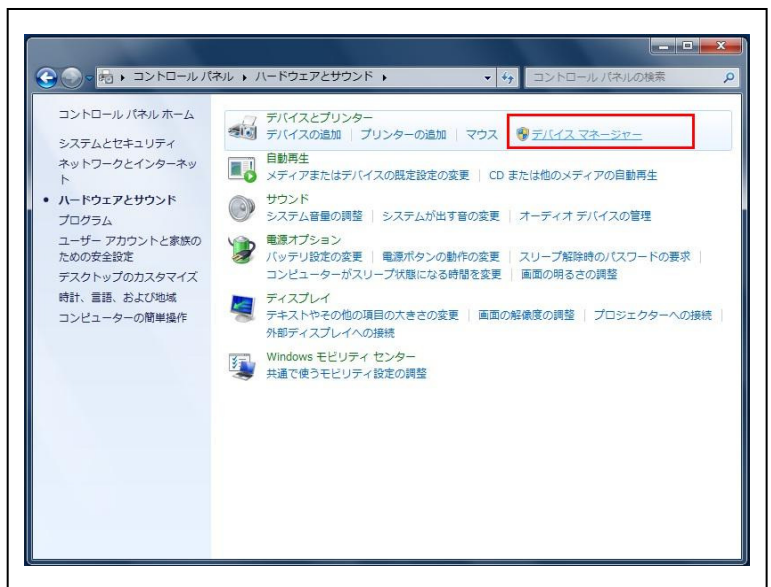 コントロール パネル ▸ ハードウェアとサウンド ▸
コントロール パネルの検索
コントロール パネル ホーム
システムとセキュリティ
ネットワークとインターネッ
ト
ハードウェアとサウンド
プログラム
ユーザー アカウントと家族の
ための安全設定
デスクトップのカスタマイズ
時計、言語、および地域
コンピューターの簡単操作
デバイスとプリンター
デバイスの追加 | プリンターの追加 | マウス | デバイス マネージャー
自動再生
メディアまたはデバイスの既定設定の変更 | CD または他のメディアの自動再生
サウンド
システム音量の調整 | システムが出す音の変更 | オーディオ デバイスの管理
電源オプション
バッテリ設定の変更 | 電源ボタンの動作の変更 | スリープ解除時のパスワードの要求 |
コンピューターがスリープ状態になる時間を変更 | 画面の明るさの調整
ディスプレイ
テキストやその他の項目の大きさの変更 | 画面の解像度の調整 | プロジェクターへの接続 |
外部ディスプレイへの接続
Windows モビリティ センター
共通で使うモビリティ設定の調整